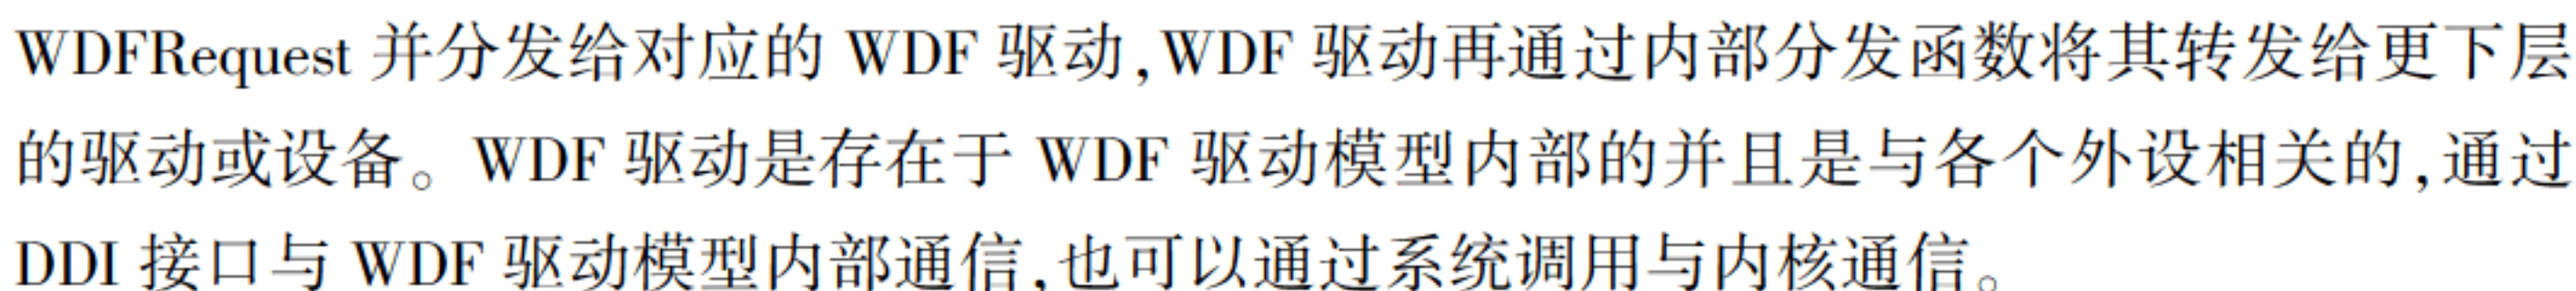 WDFRequest 并分发给对应的 WDF 驱动,WDF 驱动再通过内部分发函数将其转发给更下层
的驱动或设备。WDF 驱动是存在于 WDF 驱动模型内部的并且是与各个外设相关的,通过
DDI 接口与 WDF 驱动模型内部通信,也可以通过系统调用与内核通信。